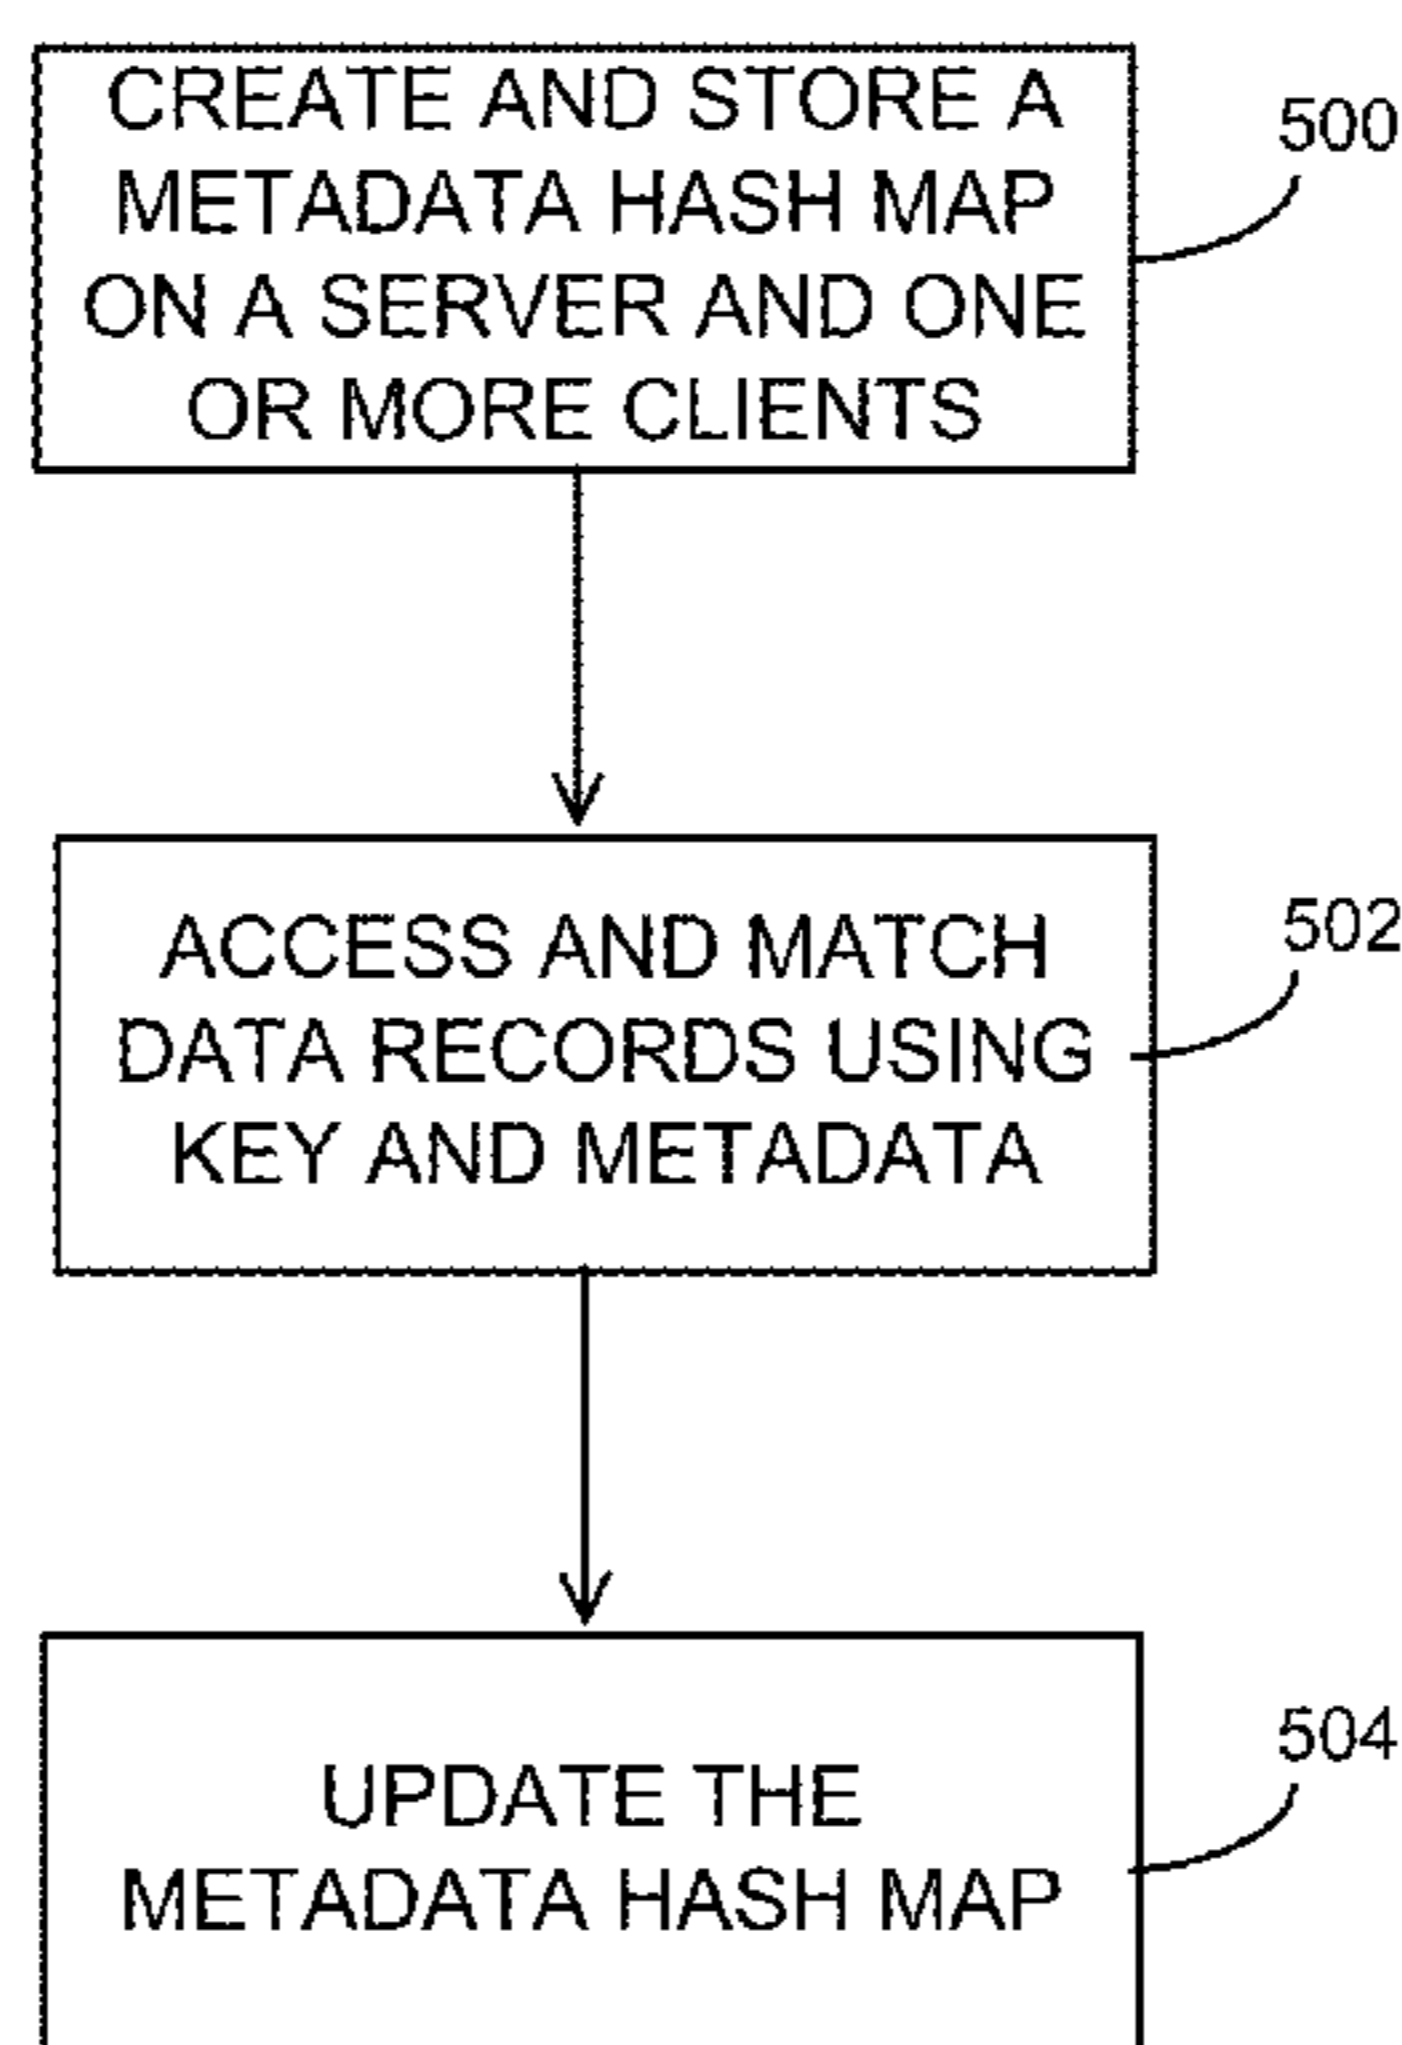 CREATE AND STORE A
METADATA HASH MAP
ON A SERVER AND ONE
OR MORE CLIENTS
500
ACCESS AND MATCH
DATA RECORDS USING
KEY AND METADATA
502
UPDATE THE
METADATA HASH MAP
504